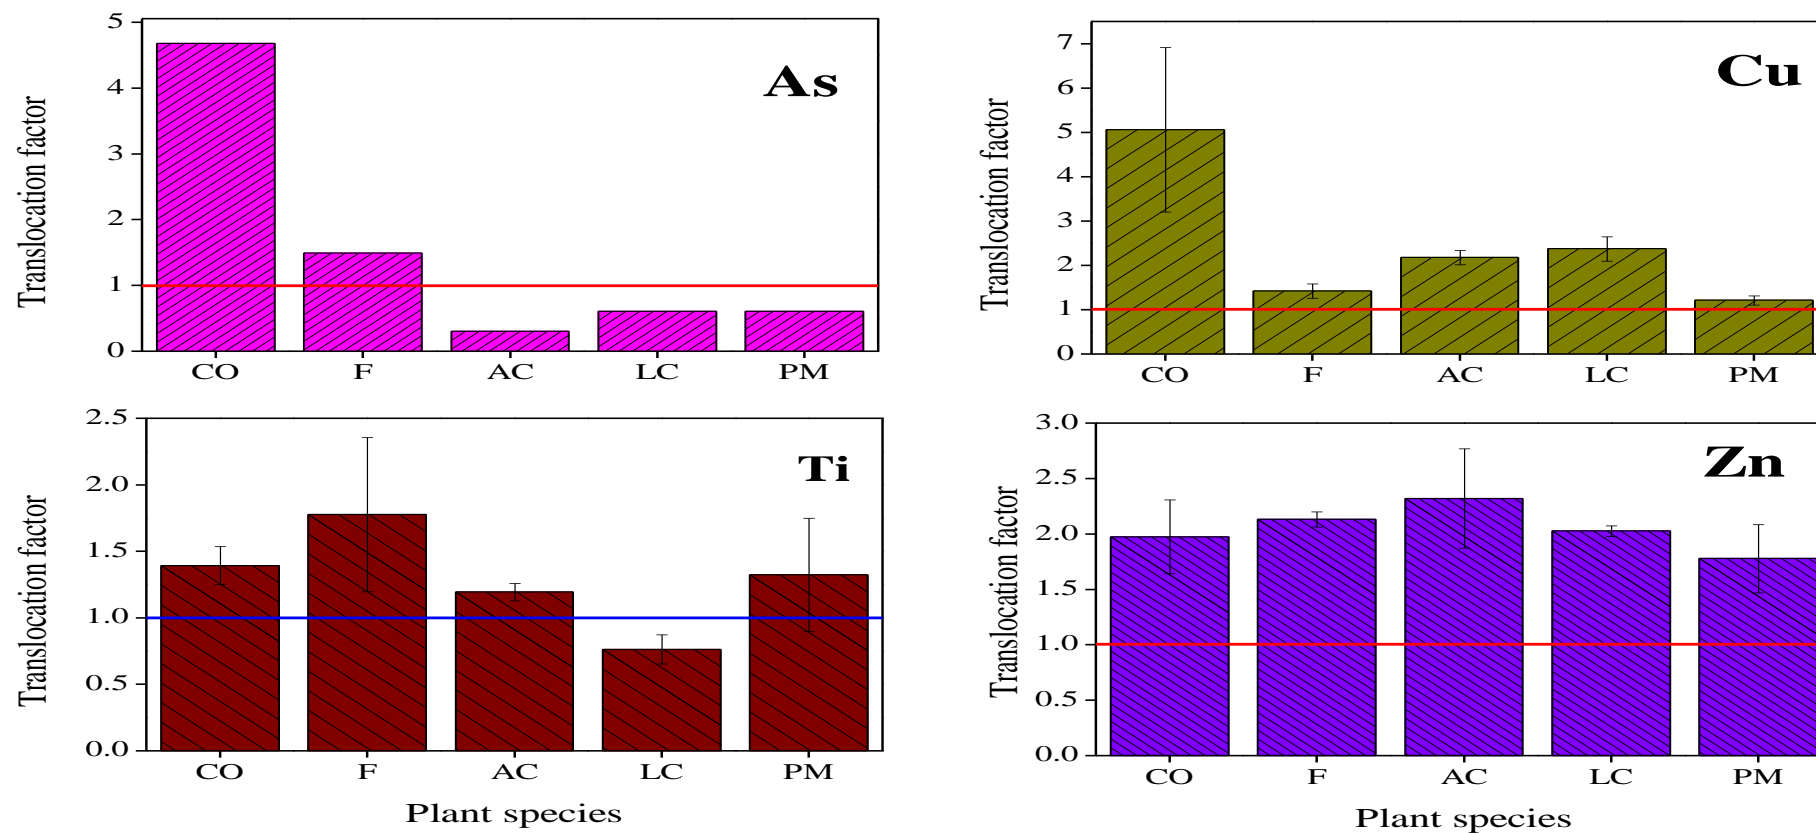 As
Translocation factor
5
4
3
2
1
0
CO F AC LC PM
Cu
Translocation factor
7
6
5
4
3
2
1
0
CO F AC LC PM
Ti
Translocation factor
2.5
2.0
1.5
1.0
0.5
0.0
CO F AC LC PM
Plant species
Zn
Translocation factor
3.0
2.5
2.0
1.5
1.0
0.5
0.0
CO F AC LC PM
Plant species